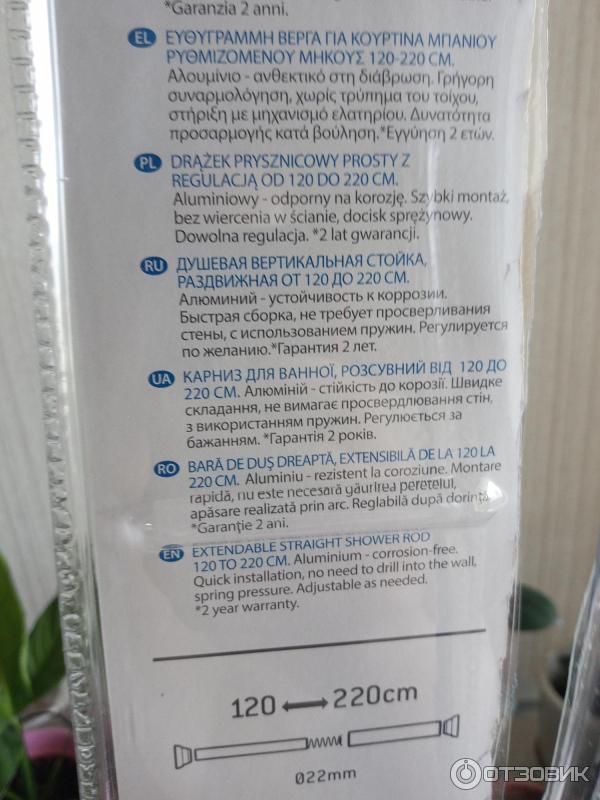 *Garanzia 2 anni.
EL ΕΥΘΥΓΡΑΜΜΗ ΒΕΡΓΑ ΓΙΑ ΚΟΥΡΤΙΝΑ ΜΠΑΝΙΟΥ
ΡΥΘΜΙΖΟΜΕΝΟΥ ΜΗΚΟΥΣ 120-220 CM.
Αλουμίνιο - ανθεκτικό στη διάβρωση. Γρήγορη
συναρμολόγηση, χωρίς τρύπημα του τοίχου,
στήριξη με μηχανισμό ελατηρίου. Δυνατότητα
προσαρμογής κατά βούληση.*Εγγύηση 2 ετών.
PL DRĄŻEK PRYSZNICOWY PROSTY Z
REGULACJĄ OD 120 DO 220 CM.
Aluminiowy - odporny na korozję. Szybki montaż,
bez wiercenia w ścianie, docisk sprężynowy.
Dowolna regulacja. *2 lat gwarancji.
RU ДУШЕВАЯ ВЕРТИКАЛЬНАЯ СТОЙКА,
РАЗДВИЖНАЯ ОТ 120 ДО 220 СМ.
Алюминий - устойчивость к коррозии.
Быстрая сборка, не требует просверливания
стены, с использованием пружин. Регулируется
по желанию.*Гарантия 2 лет.
UA КАРНИЗ ДЛЯ ВАННОЇ, РОЗСУВНИЙ ВІД 120 ДО
220 СМ. Алюміній - стійкість до корозії. Швидке
складання, не вимагає просвердлювання стін,
з використанням пружин. Регулюється за
бажанням. *Гарантія 2 років.
RO BARĂ DE DUȘ DREAPTĂ, EXTENSIBILĂ DE LA 120 LA
220 CM. Aluminiu - rezistent la coroziune. Montare
rapidă, nu este necesară găurirea peretelui,
apăsare realizată prin arc. Reglabilă după dorință
*Garanție 2 ani.
EN EXTENDABLE STRAIGHT SHOWER ROD
120 TO 220 CM. Aluminium - corrosion-free.
Quick installation, no need to drill into the wall,
spring pressure. Adjustable as needed.
*2 year warranty.
120 ⟷ 220cm
Ø22mm
ОТЗОВИК